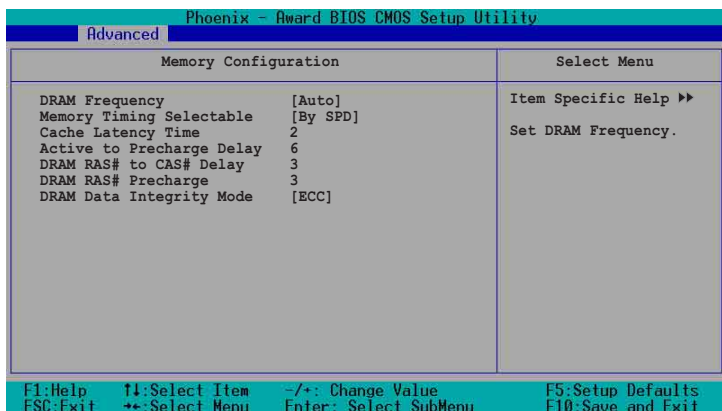 Phoenix - Award BIOS CMOS Setup Utility
Advanced
Memory Configuration
Select Menu
DRAM Frequency [Auto]
Memory Timing Selectable [By SPD]
Cache Latency Time 2
Active to Precharge Delay 6
DRAM RAS# to CAS# Delay 3
DRAM RAS# Precharge 3
DRAM Data Integrity Mode [ECC]
Item Specific Help ▸▸
Set DRAM Frequency.
F1:Help ↑↓:Select Item -/+: Change Value F5:Setup Defaults
ESC:Exit →←:Select Menu Enter: Select SubMenu F10:Save and Exit